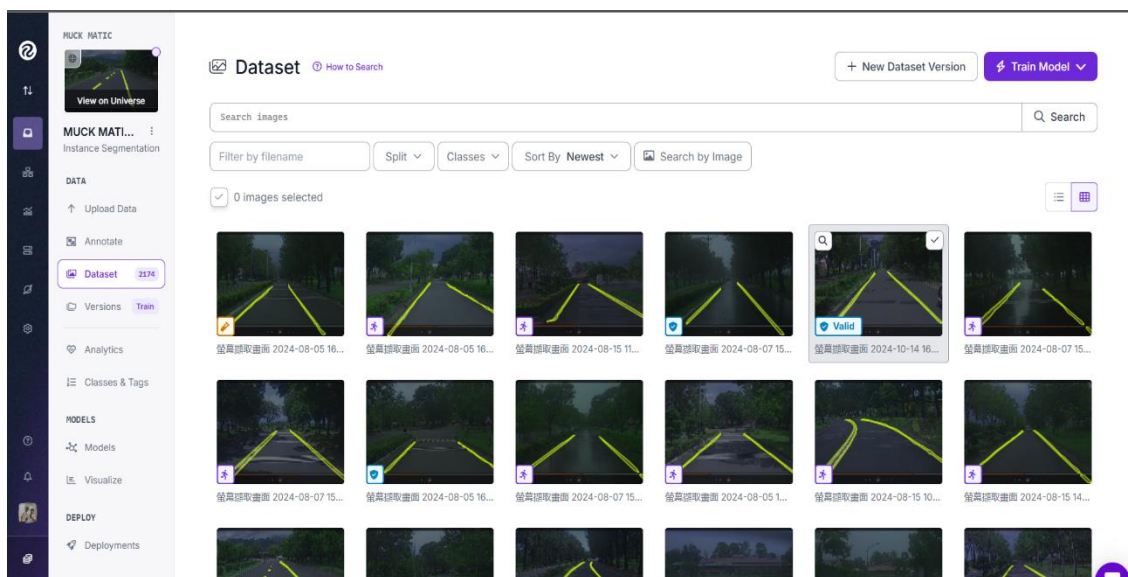 MUCK MATIC
View on Universe
MUCK MATI...
Instance Segmentation
DATA
Upload Data
Annotate
Dataset 2174
Versions Train
Analytics
Classes & Tags
MODELS
Models
Visualize
DEPLOY
Deployments
Dataset How to Search
+ New Dataset Version
Train Model
Search images
Search
Filter by filename
Split
Classes
Sort By Newest
Search by Image
0 images selected
Valid
螢幕擷取畫面 2024-08-05 16...
螢幕擷取畫面 2024-08-05 16...
螢幕擷取畫面 2024-08-15 11...
螢幕擷取畫面 2024-08-07 15...
螢幕擷取畫面 2024-10-14 16...
螢幕擷取畫面 2024-08-07 15...
螢幕擷取畫面 2024-08-07 15...
螢幕擷取畫面 2024-08-05 16...
螢幕擷取畫面 2024-08-07 15...
螢幕擷取畫面 2024-08-05 1...
螢幕擷取畫面 2024-08-15 10...
螢幕擷取畫面 2024-08-15 14...